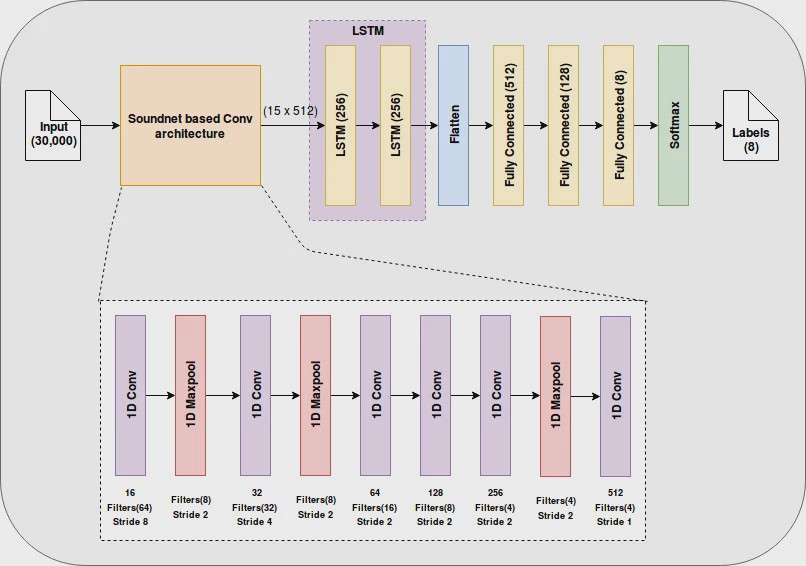 LSTM
Input
(30,000)
Soundnet based Conv
architecture
(15 x 512)
LSTM (256)
LSTM (256)
Flatten
Fully Connected (512)
Fully Connected (128)
Fully Connected (8)
Softmax
Labels
(8)
1D Conv
1D Maxpool
1D Conv
1D Maxpool
1D Conv
1D Conv
1D Conv
1D Maxpool
1D Conv
16
Filters(64)
Stride 8
Filters(8)
Stride 2
32
Filters(32)
Stride 4
Filters(8)
Stride 2
64
Filters(16)
Stride 2
128
Filters(8)
Stride 2
256
Filters(4)
Stride 2
Filters(4)
Stride 2
512
Filters(4)
Stride 1